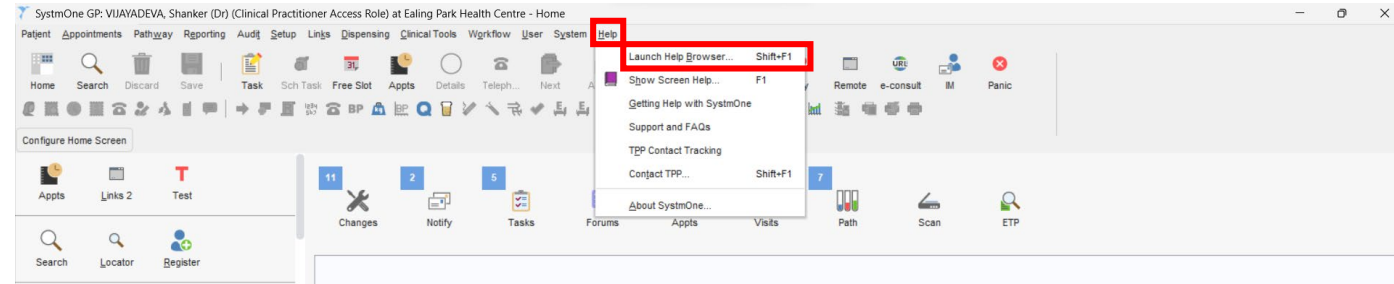 SystmOne GP: VIJAYADEVA, Shanker (Dr) (Clinical Practitioner Access Role) at Ealing Park Health Centre - Home
Patient Appointments Pathway Reporting Audit Setup Links Dispensing Clinical Tools Workflow User System Help
Launch Help Browser... Shift+F1
Show Screen Help... F1
Getting Help with SystmOne
Support and FAQs
TPP Contact Tracking
Contact TPP... Shift+F1
About SystmOne...
Home Search Discard Save Task Sch Task Free Slot Appts Details Teleph... Next Remote e-consult IM Panic
BP
Configure Home Screen
Appts Links 2 Test
11 2 5 7
Changes Notify Tasks Forums Appts Visits Path Scan ETP
Search Locator Register